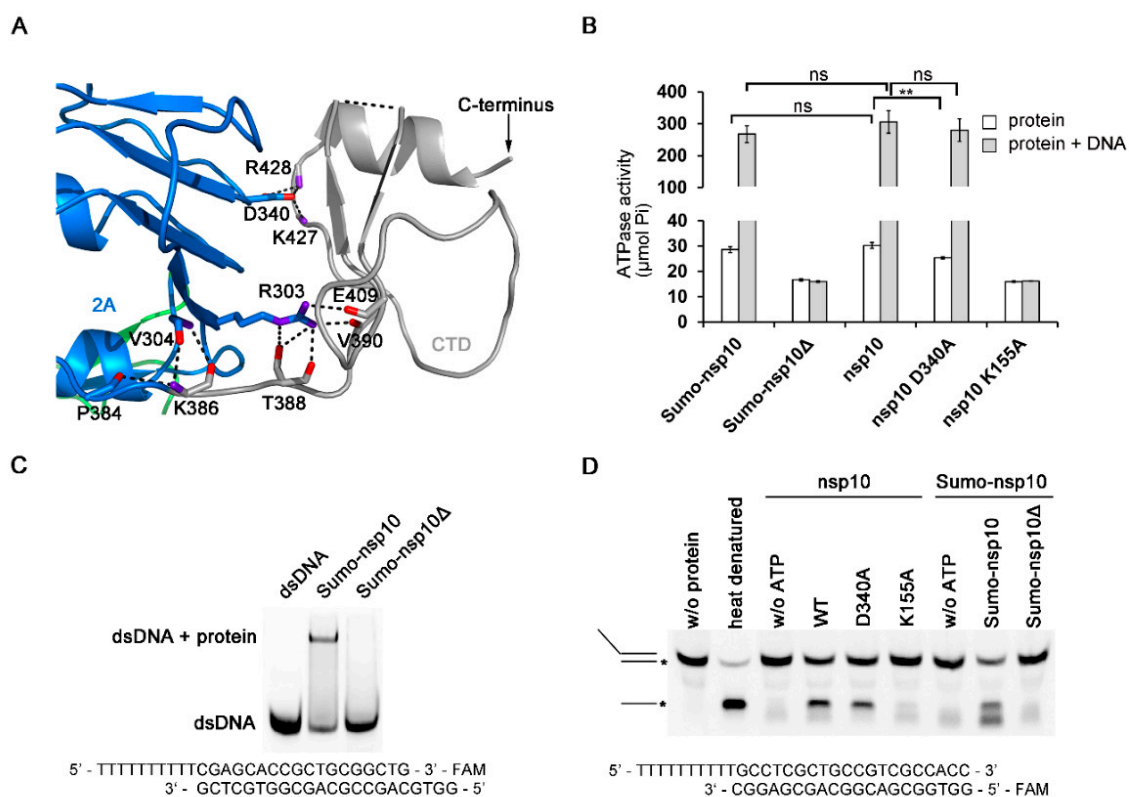 A
C-terminus
R428
D340
K427
2A
R303
E409
V304
V390
CTD
P384
K386
T388
B
ns
ns
ns
**
protein
protein + DNA
ATPase activity
(µmol Pi)
400
300
200
100
40
30
20
10
0
Sumo-nsp10
Sumo-nsp10Δ
nsp10
nsp10 D340A
nsp10 K155A
C
dsDNA
Sumo-nsp10
Sumo-nsp10Δ
dsDNA + protein
dsDNA
5' - TTTTTTTTTTCGAGCACCGCTGCGGCTG - 3' - FAM
3' - GCTCGTGGCGACGCCGACGTGG - 5'
D
nsp10
Sumo-nsp10
w/o protein
heat denatured
w/o ATP
WT
D340A
K155A
w/o ATP
Sumo-nsp10
Sumo-nsp10Δ
*
*
5' - TTTTTTTTTTGCCTCGCTGCCGTCGCCACC - 3'
3' - CGGAGCGACGGCAGCGGTGG - 5' - FAM